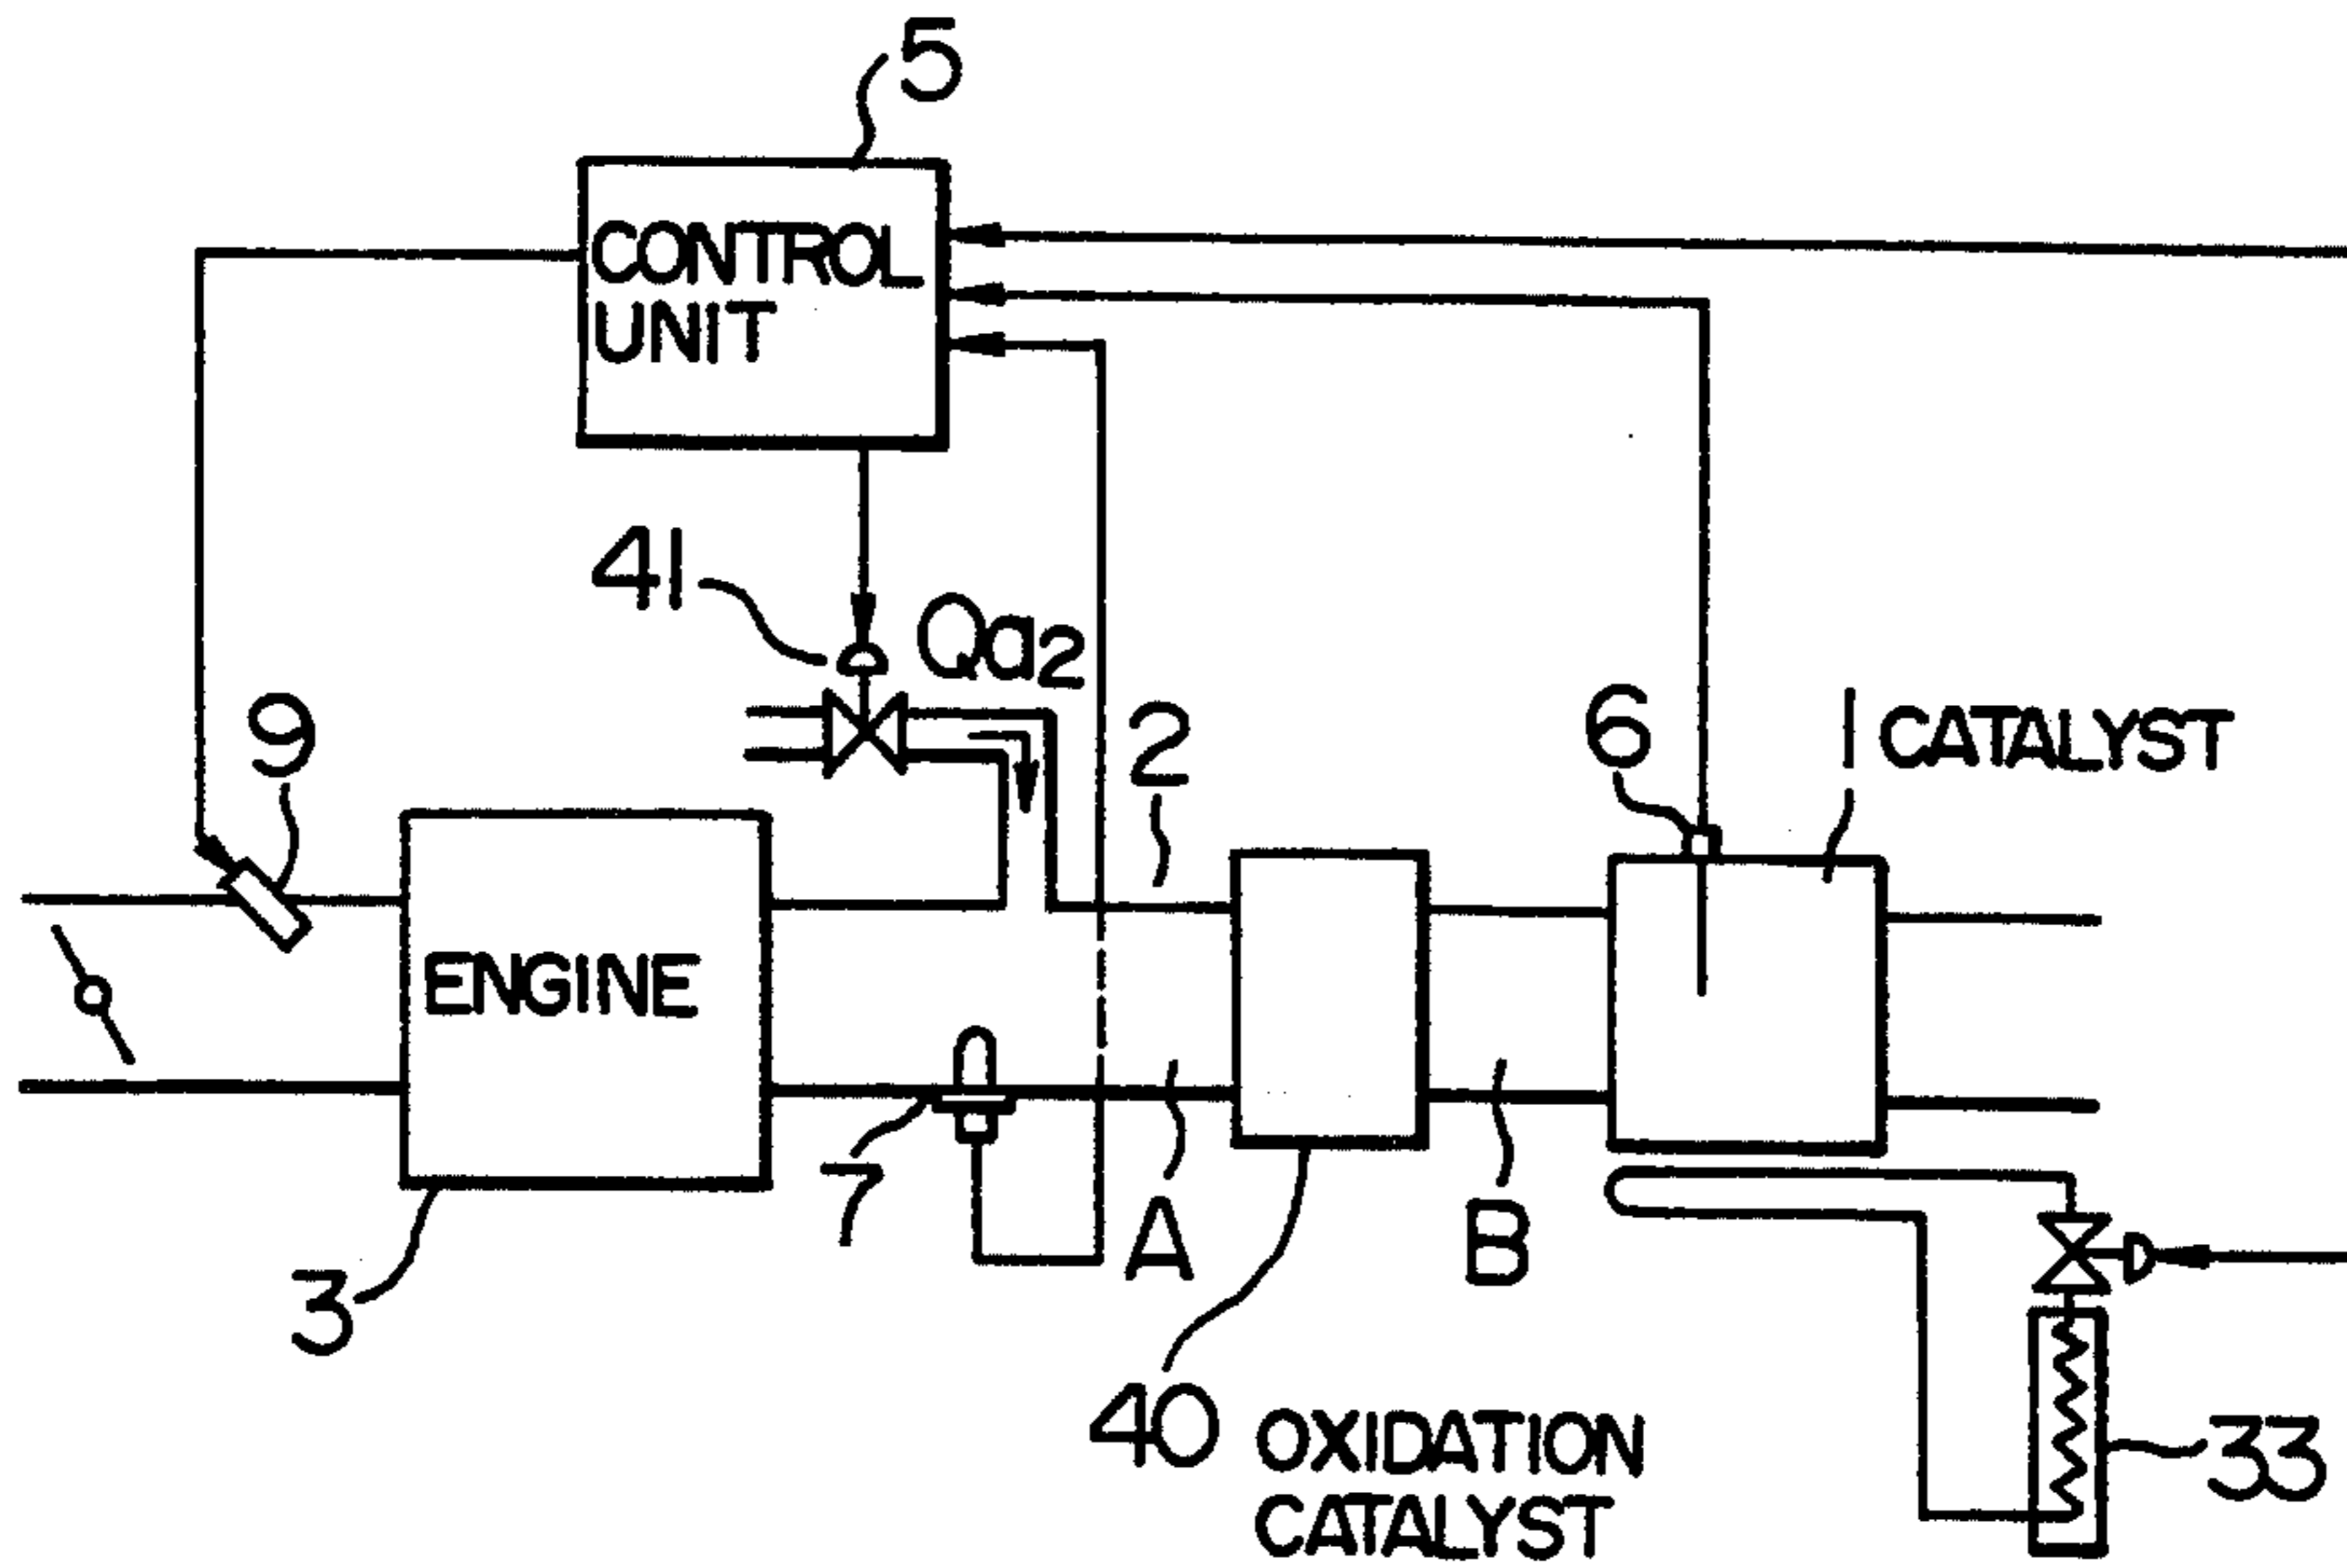 5
CONTROL
UNIT
41
Qa2
9
2
6
1 CATALYST
ENGINE
7
A
B
3
40 OXIDATION
CATALYST
33